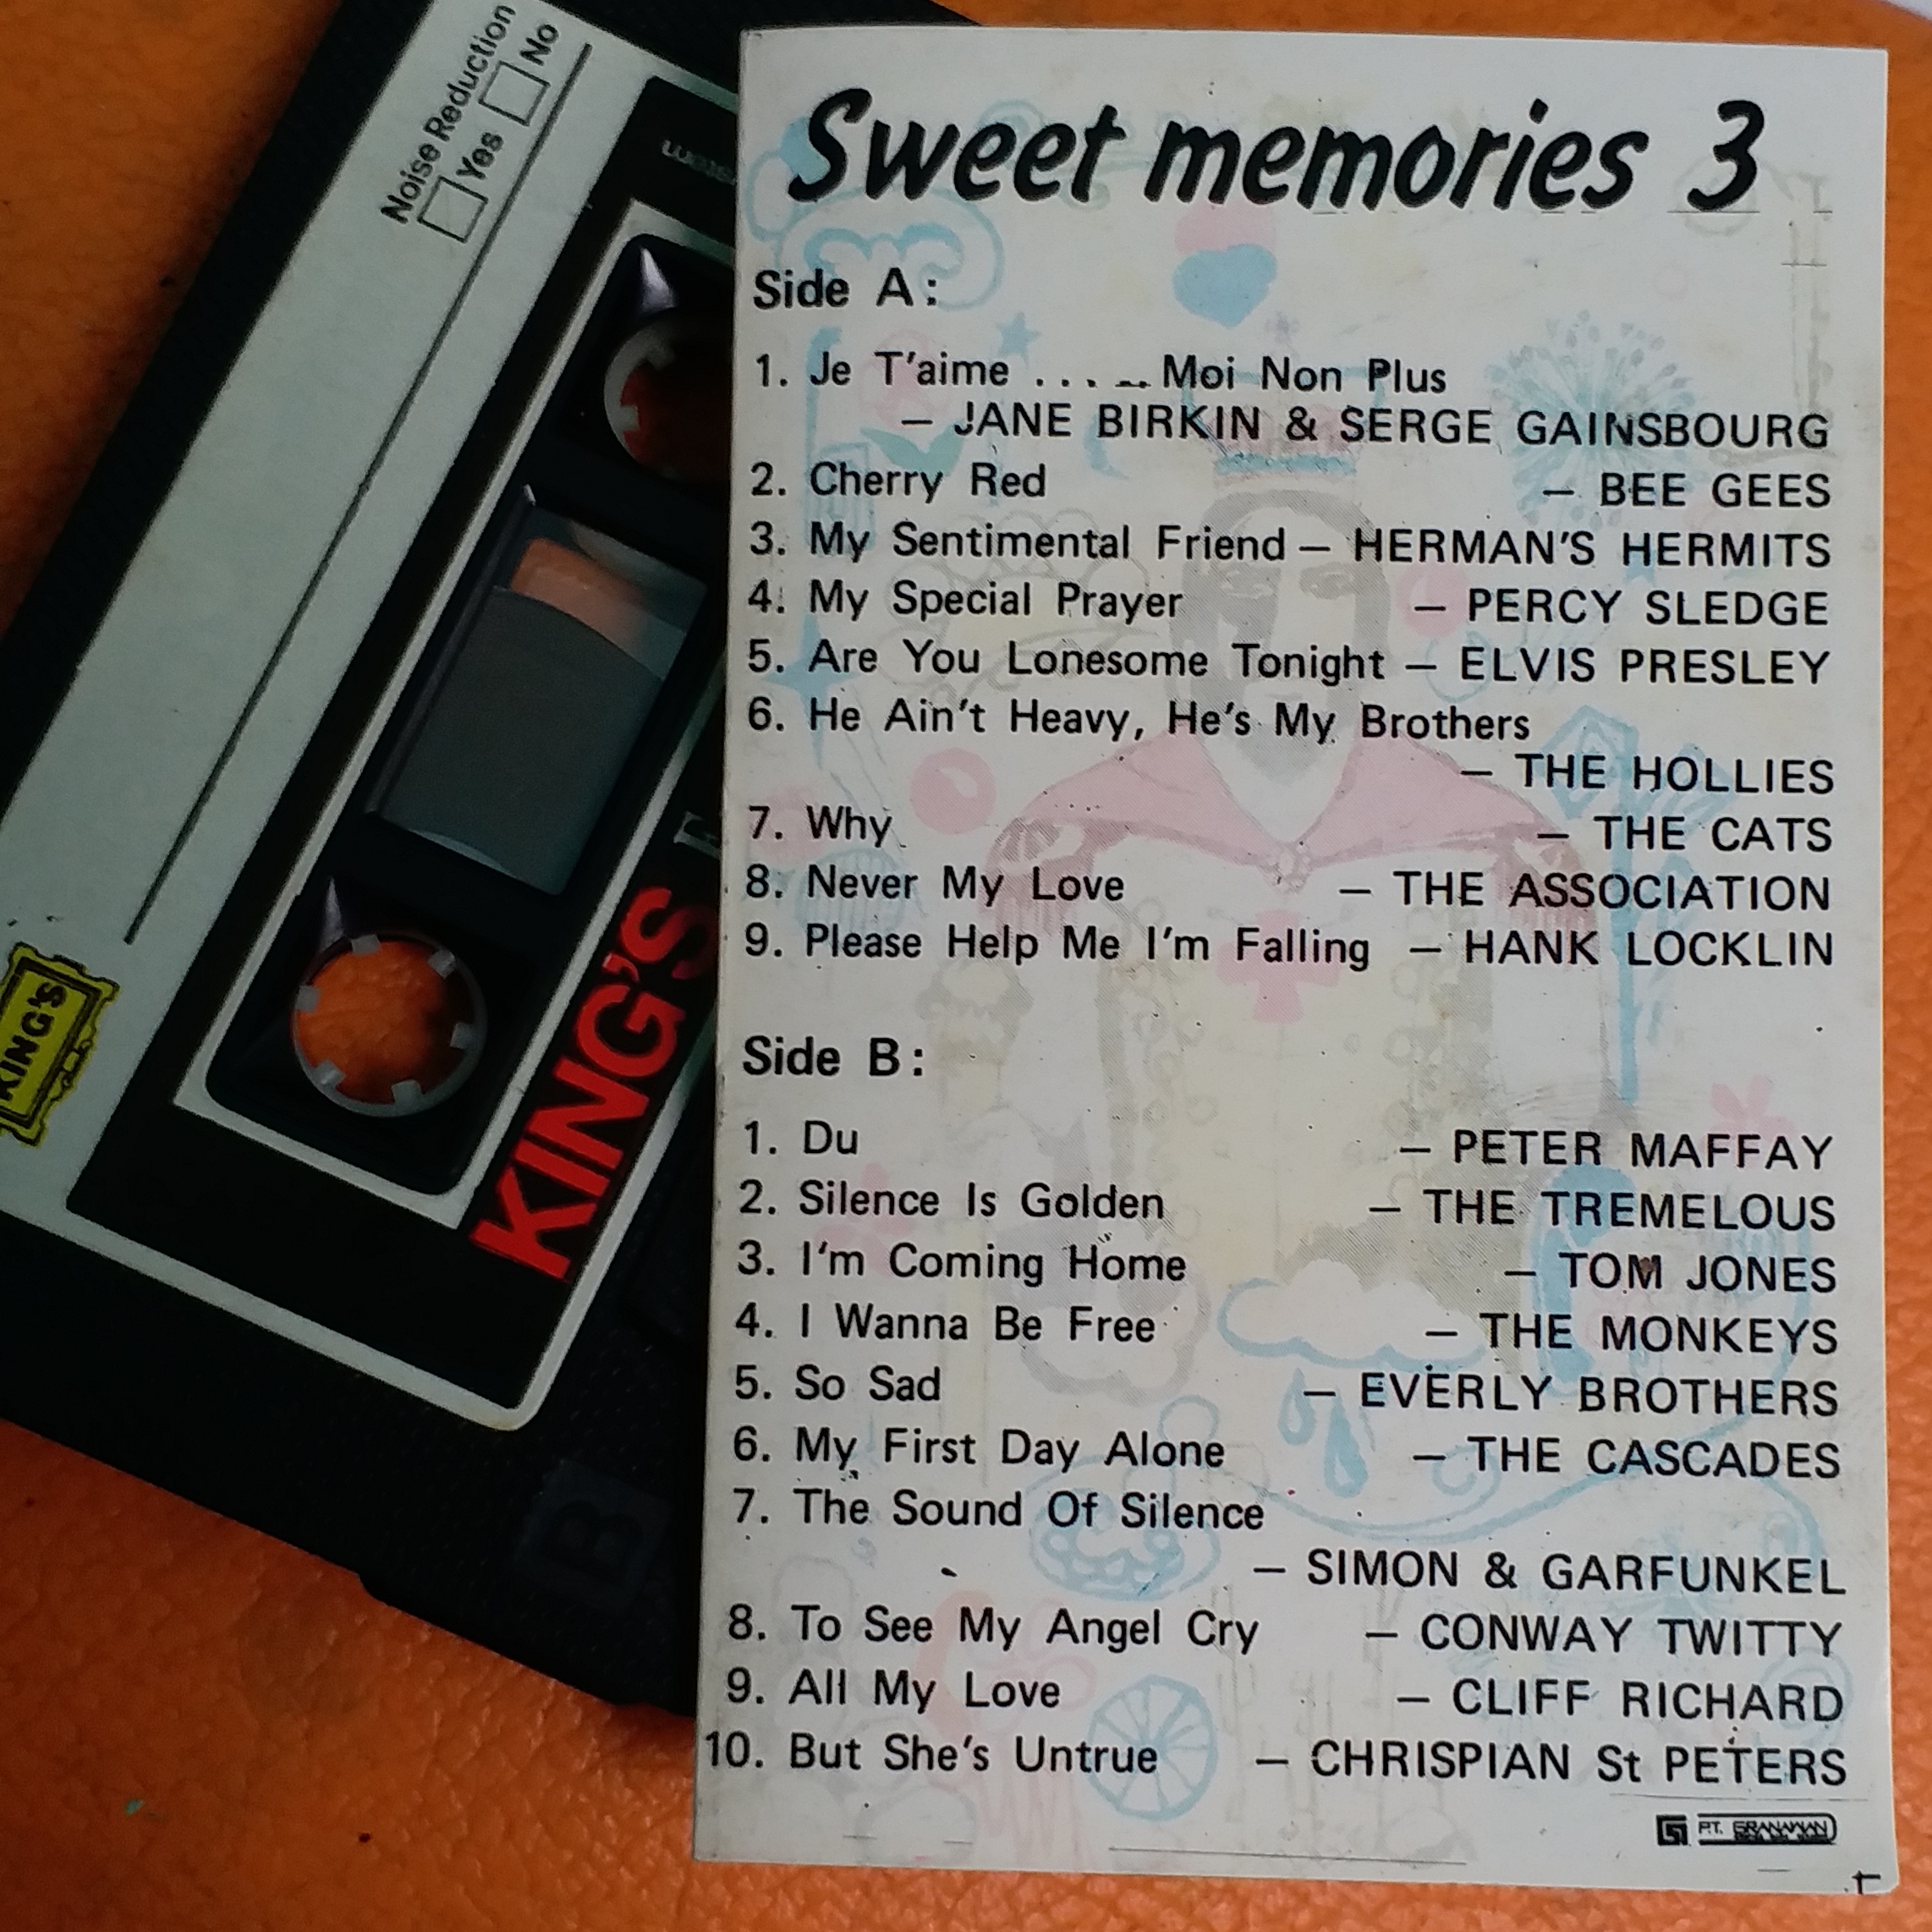 Noise Reduction
Yes No
KING'S
KING'S
B
Sweet memories 3
Side A:
1. Je T'aime . . . . .. Moi Non Plus
– JANE BIRKIN & SERGE GAINSBOURG
2. Cherry Red – BEE GEES
3. My Sentimental Friend – HERMAN'S HERMITS
4. My Special Prayer – PERCY SLEDGE
5. Are You Lonesome Tonight – ELVIS PRESLEY
6. He Ain't Heavy, He's My Brothers
– THE HOLLIES
7. Why – THE CATS
8. Never My Love – THE ASSOCIATION
9. Please Help Me I'm Falling – HANK LOCKLIN
Side B:
1. Du – PETER MAFFAY
2. Silence Is Golden – THE TREMELOUS
3. I'm Coming Home – TOM JONES
4. I Wanna Be Free – THE MONKEYS
5. So Sad – EVERLY BROTHERS
6. My First Day Alone – THE CASCADES
7. The Sound Of Silence
– SIMON & GARFUNKEL
8. To See My Angel Cry – CONWAY TWITTY
9. All My Love – CLIFF RICHARD
10. But She's Untrue – CHRISPIAN St PETERS
P.T.